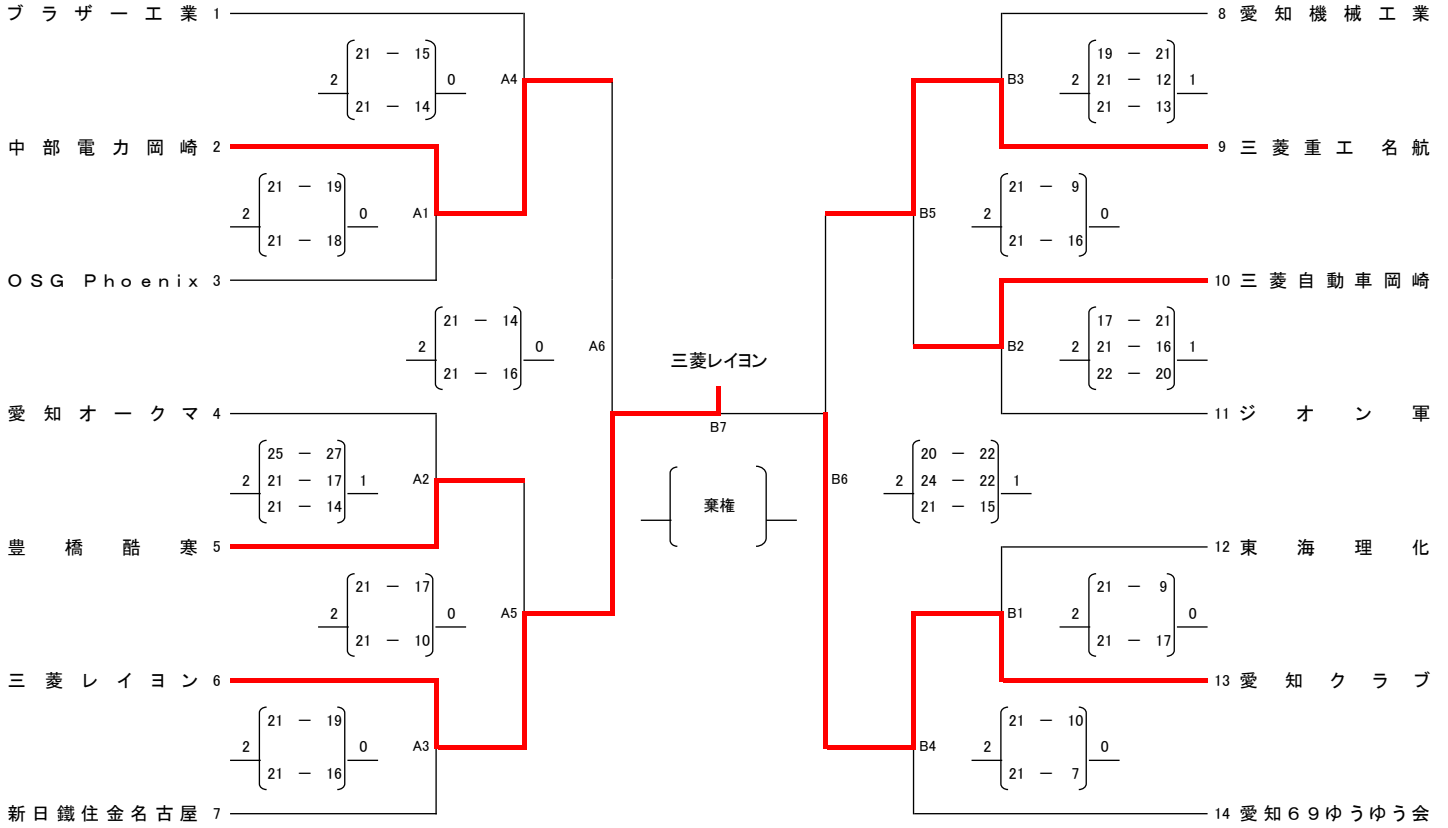 ブラザー工業 1
21 － 15
2 0
21 － 14
A4
中部電力岡崎 2
21 － 19
2 0
21 － 18
A1
OSG Phoenix 3
21 － 14
2 0
21 － 16
A6
愛知オークマ 4
25 － 27
2 21 － 17 1
21 － 14
A2
豊橋酷寒 5
21 － 17
2 0
21 － 10
A5
三菱レイヨン 6
21 － 19
2 0
21 － 16
A3
新日鐵住金名古屋 7
三菱レイヨン
B7
棄権
8 愛知機械工業
B3
19 － 21
2 21 － 12 1
21 － 13
9 三菱重工 名航
B5
21 － 9
2 0
21 － 16
10 三菱自動車岡崎
B2
17 － 21
2 21 － 16 1
22 － 20
11 ジオン軍
B6
20 － 22
2 24 － 22 1
21 － 15
12 東海理化
B1
21 － 9
2 0
21 － 17
13 愛知クラブ
B4
21 － 10
2 0
21 － 7
14 愛知69ゆうゆう会